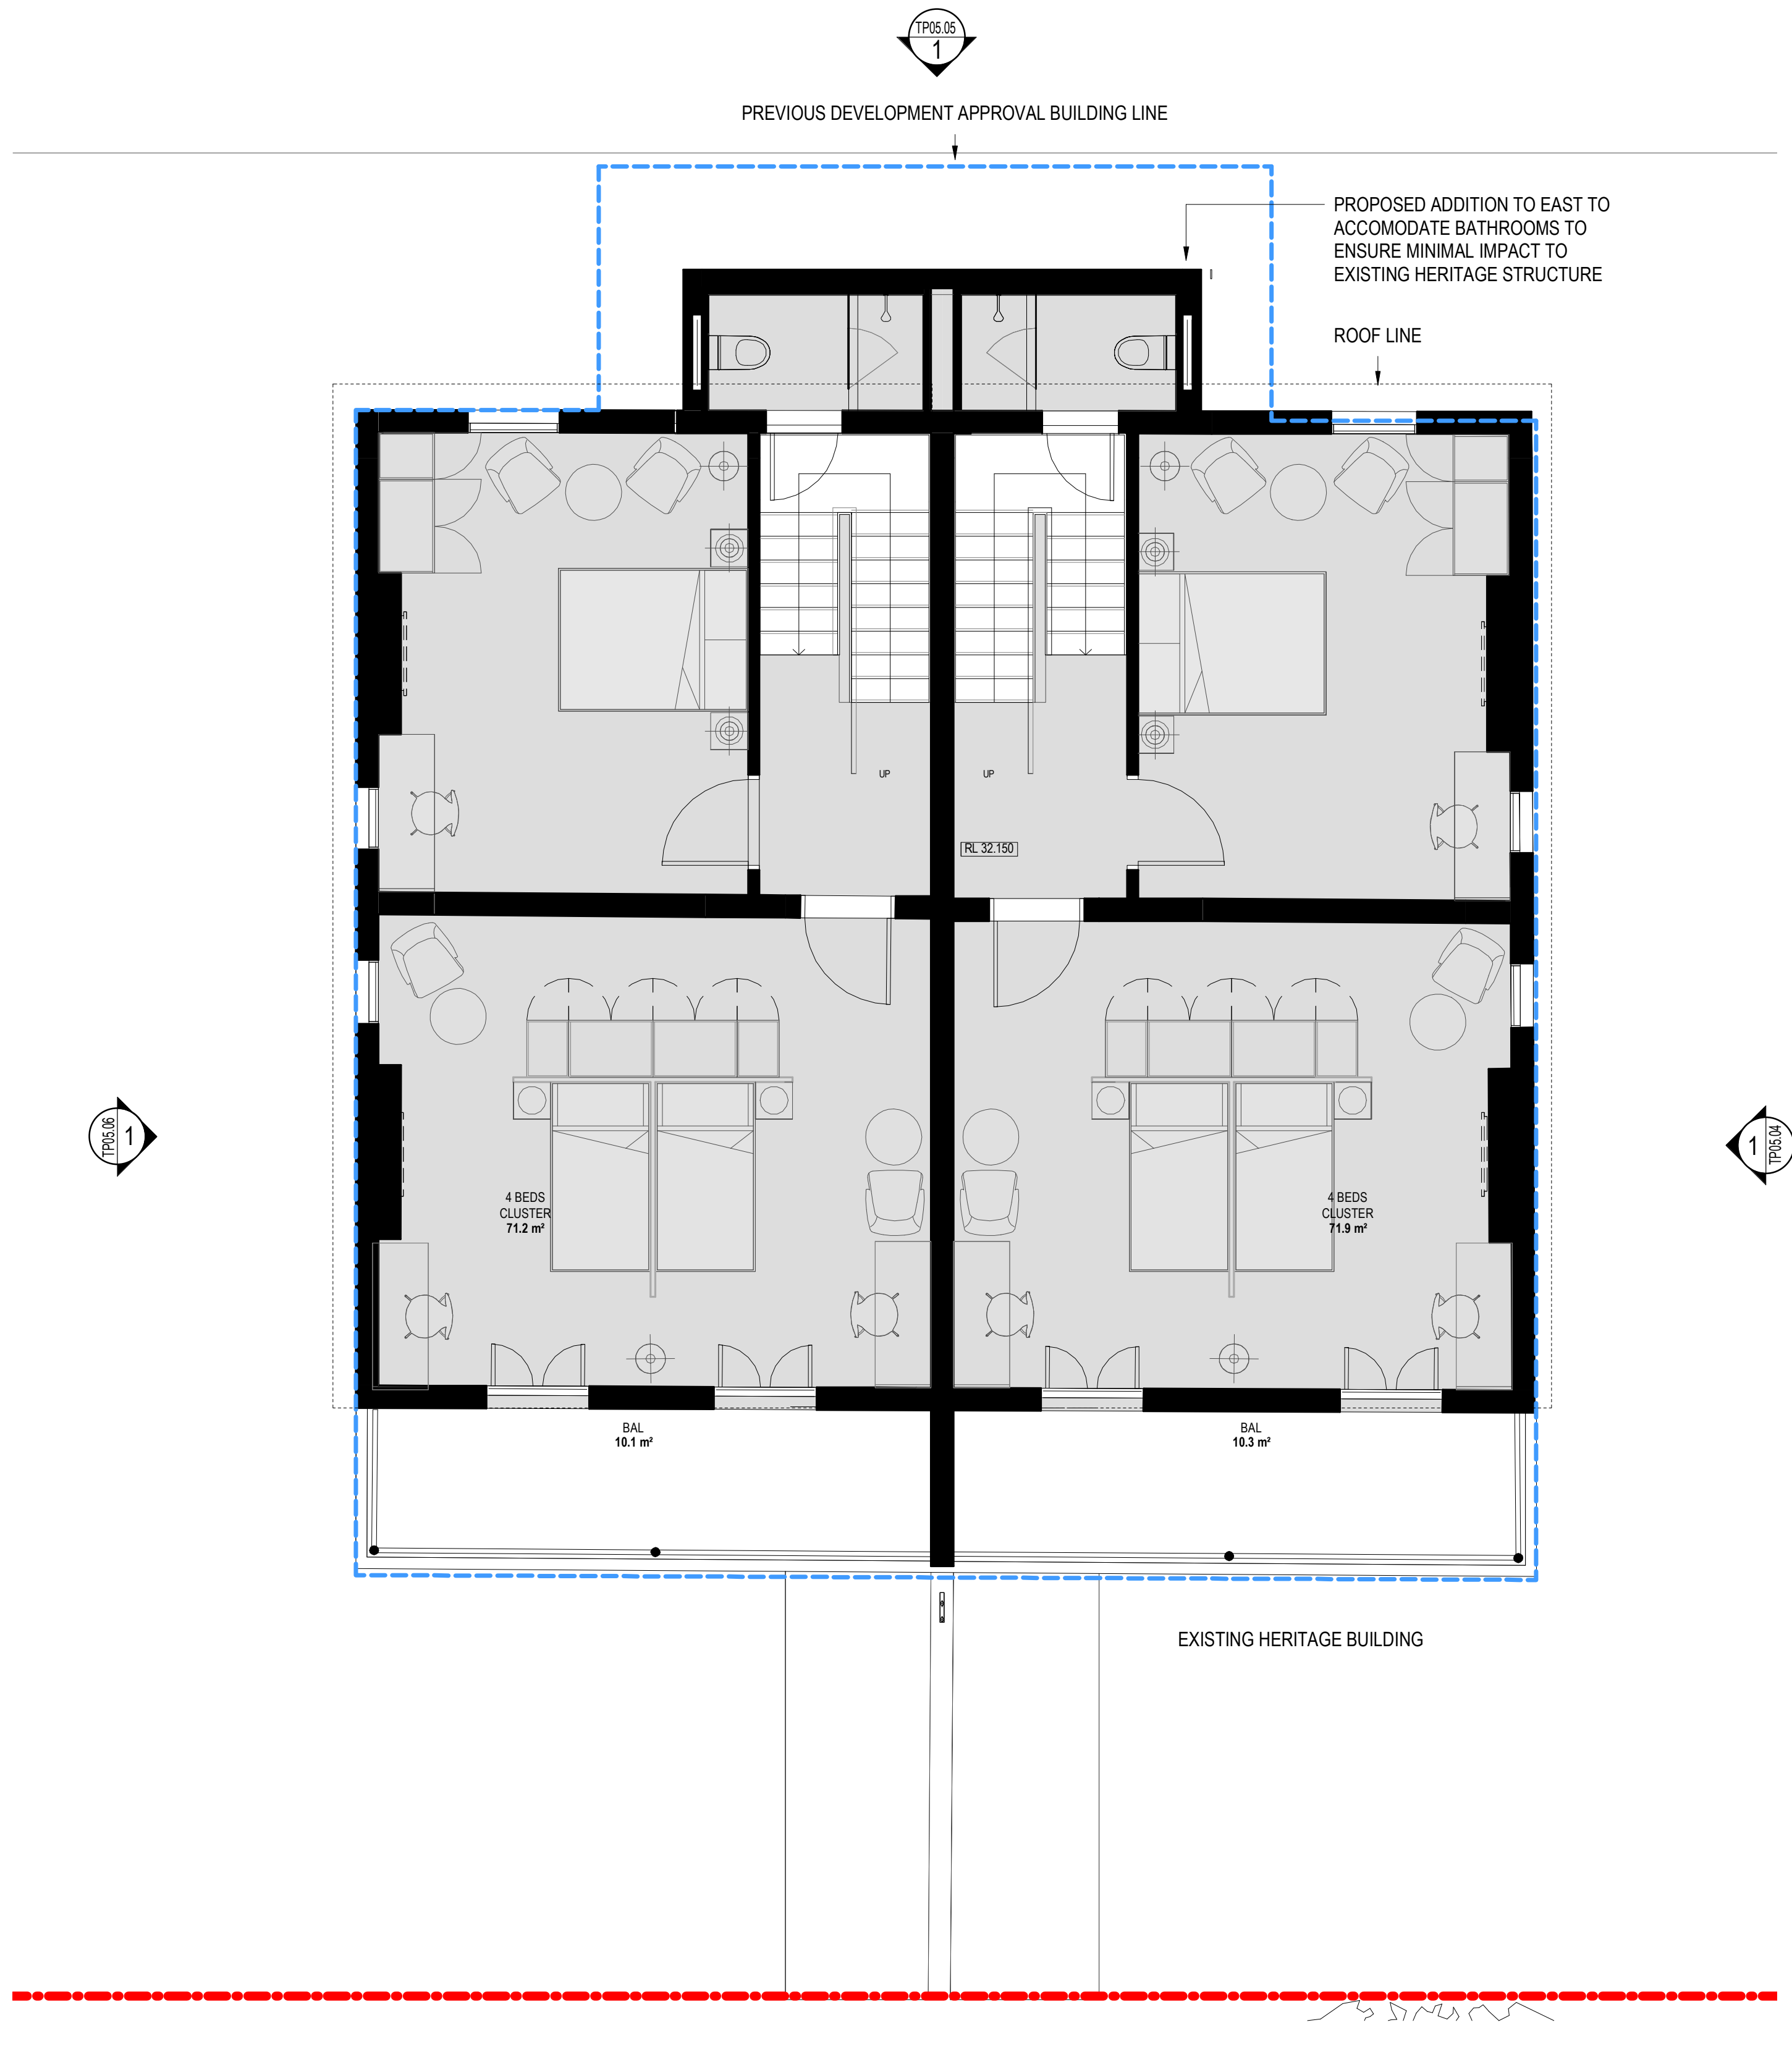 TP05.05
1
PREVIOUS DEVELOPMENT APPROVAL BUILDING LINE
PROPOSED ADDITION TO EAST TO
ACCOMODATE BATHROOMS TO
ENSURE MINIMAL IMPACT TO
EXISTING HERITAGE STRUCTURE
ROOF LINE
UP
UP
RL 32.150
TP05.06
1
1
TP05.04
4 BEDS
CLUSTER
71.2 m²
4 BEDS
CLUSTER
71.9 m²
BAL
10.1 m²
BAL
10.3 m²
EXISTING HERITAGE BUILDING